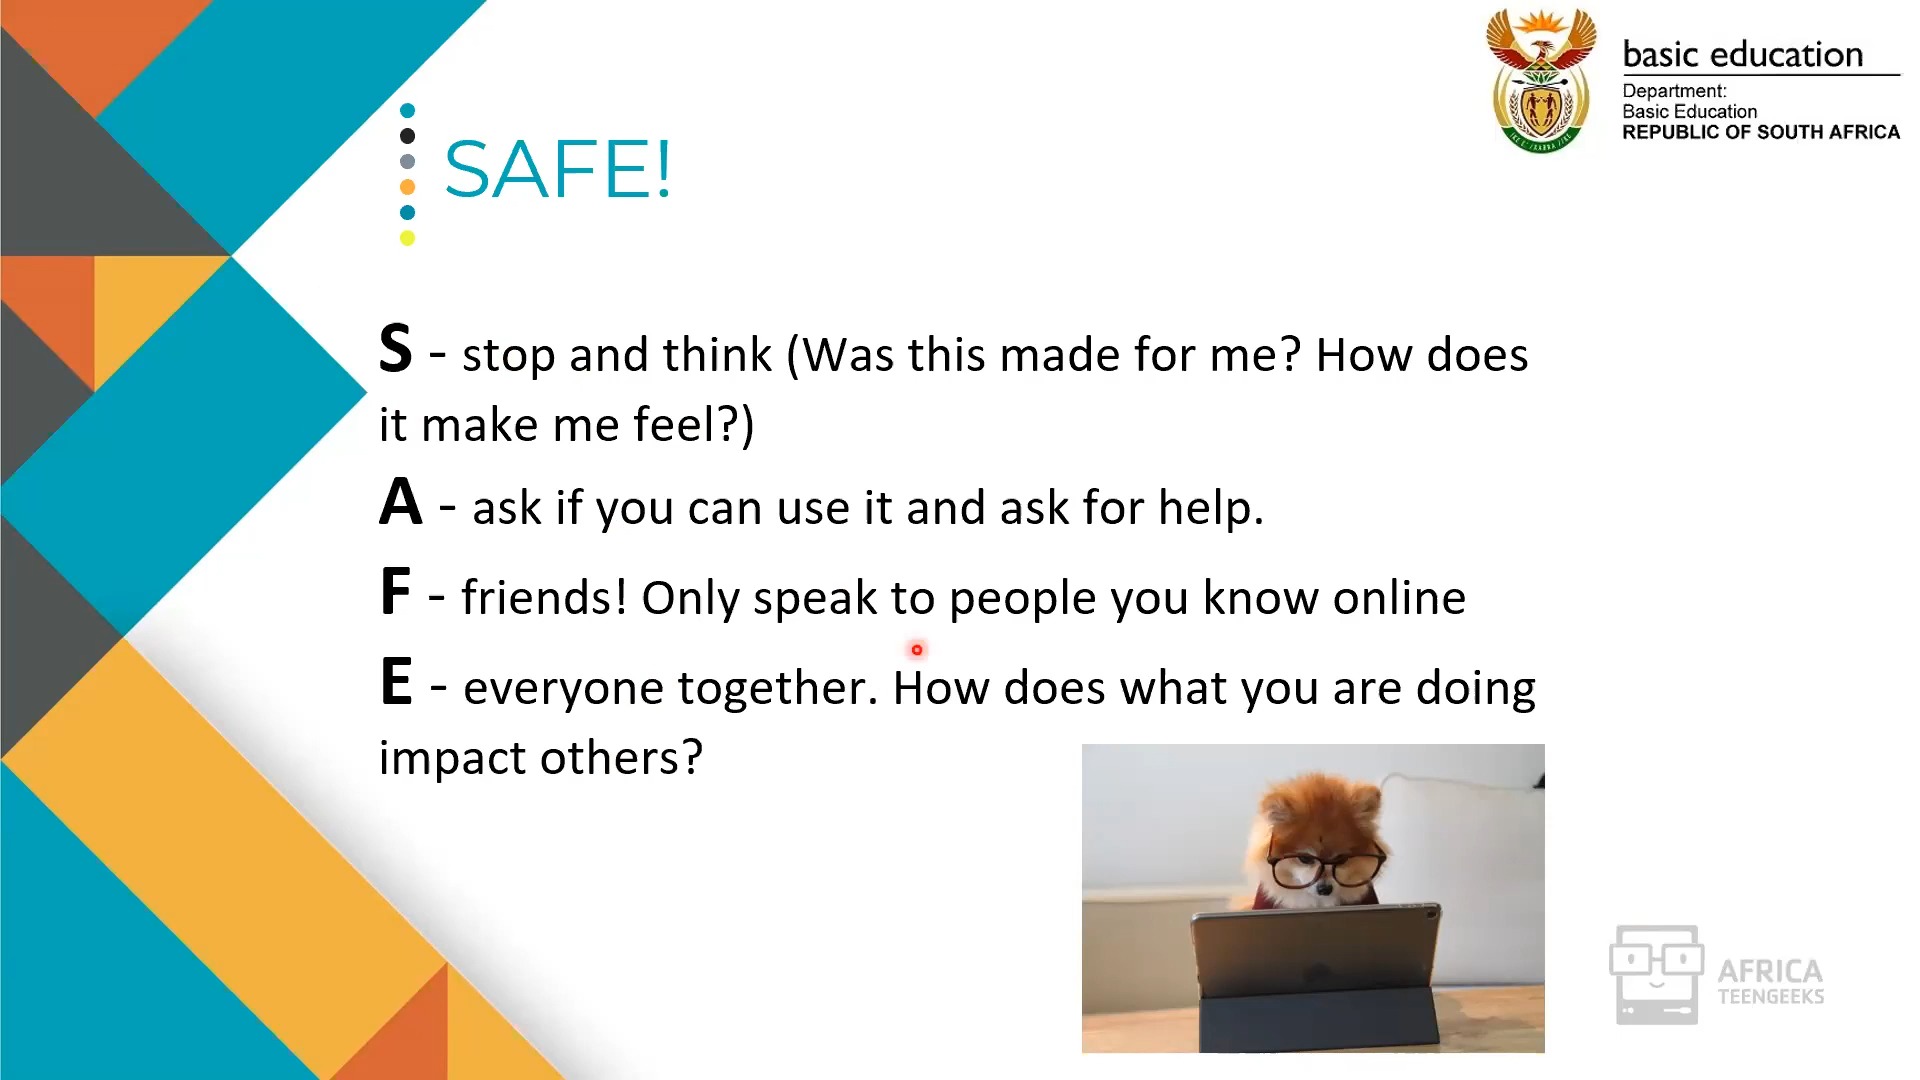 basic education
Department:
Basic Education
REPUBLIC OF SOUTH AFRICA
SAFE!
S - stop and think (Was this made for me? How does
it make me feel?)
A - ask if you can use it and ask for help.
F - friends! Only speak to people you know online
E - everyone together. How does what you are doing
impact others?
AFRICA
TEENGEEKS